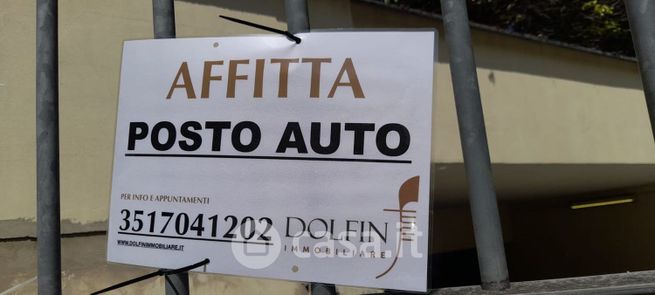 AFFITTA
POSTO AUTO
PER INFO E APPUNTAMENTI
3517041202
WWW.DOLFINIMMOBILIARE.IT
DOLFIN
IMMOBILIARE
casa.it